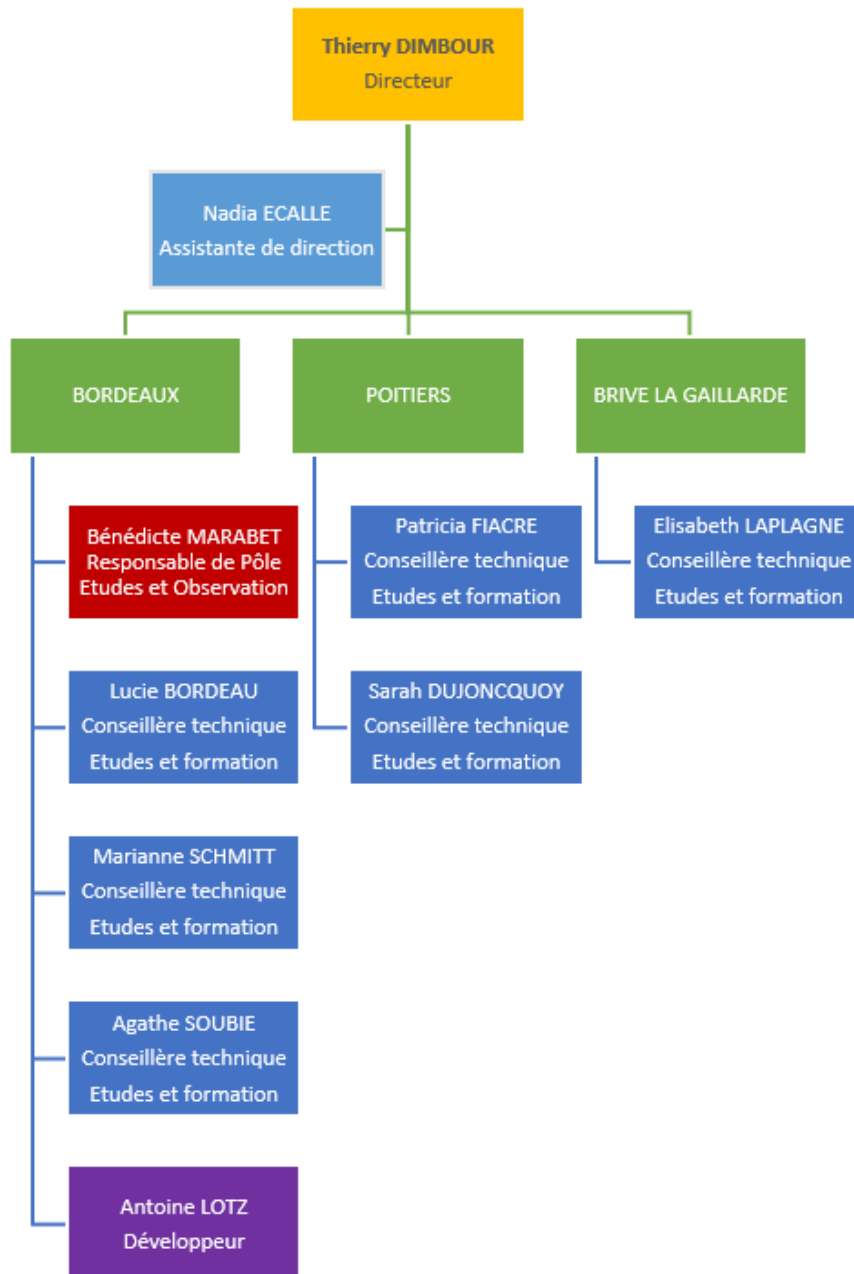 Thierry DIMBOUR
Directeur
Nadia ECALLE
Assistante de direction
BORDEAUX
POITIERS
BRIVE LA GAILLARDE
Bénédicte MARABET
Responsable de Pôle
Etudes et Observation
Patricia FIACRE
Conseillère technique
Etudes et formation
Elisabeth LAPLAGNE
Conseillère technique
Etudes et formation
Lucie BORDEAU
Conseillère technique
Etudes et formation
Sarah DUJONCQUOY
Conseillère technique
Etudes et formation
Marianne SCHMITT
Conseillère technique
Etudes et formation
Agathe SOUBIE
Conseillère technique
Etudes et formation
Antoine LOTZ
Développeur